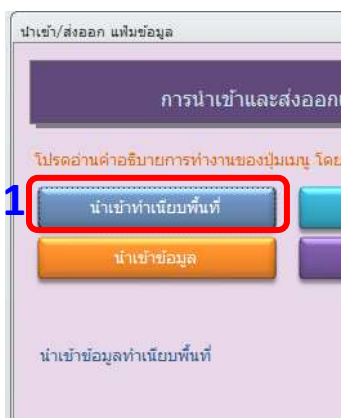 นำเข้า/ส่งออก แฟ้มข้อมูล
การนำเข้าและส่งออก
โปรดอ่านคำอธิบายการทำงานของปุ่มเมนู โดย
1
นำเข้าทำเนียบพื้นที่
นำเข้าข้อมูล
นำเข้าข้อมูลทำเนียบพื้นที่